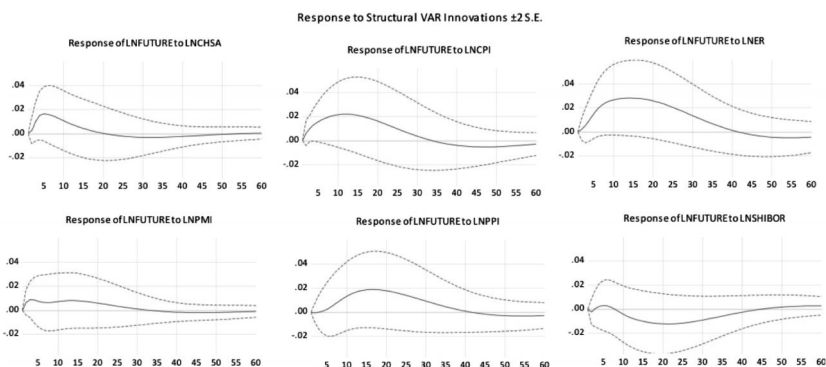 Response to Structural VAR Innovations ±2 S.E.
Response of LNFUTURE to LNCHSA
.04
.02
.00
-.02
5 10 15 20 25 30 35 40 45 50 55 60
Response of LNFUTURE to LNCPI
.04
.02
.00
-.02
5 10 15 20 25 30 35 40 45 50 55 60
Response of LNFUTURE to LNER
.04
.02
.00
-.02
5 10 15 20 25 30 35 40 45 50 55 60
Response of LNFUTURE to LNPMI
.04
.02
.00
-.02
5 10 15 20 25 30 35 40 45 50 55 60
Response of LNFUTURE to LNPPI
.04
.02
.00
-.02
5 10 15 20 25 30 35 40 45 50 55 60
Response of LNFUTURE to LNSHIBOR
.04
.02
.00
-.02
5 10 15 20 25 30 35 40 45 50 55 60